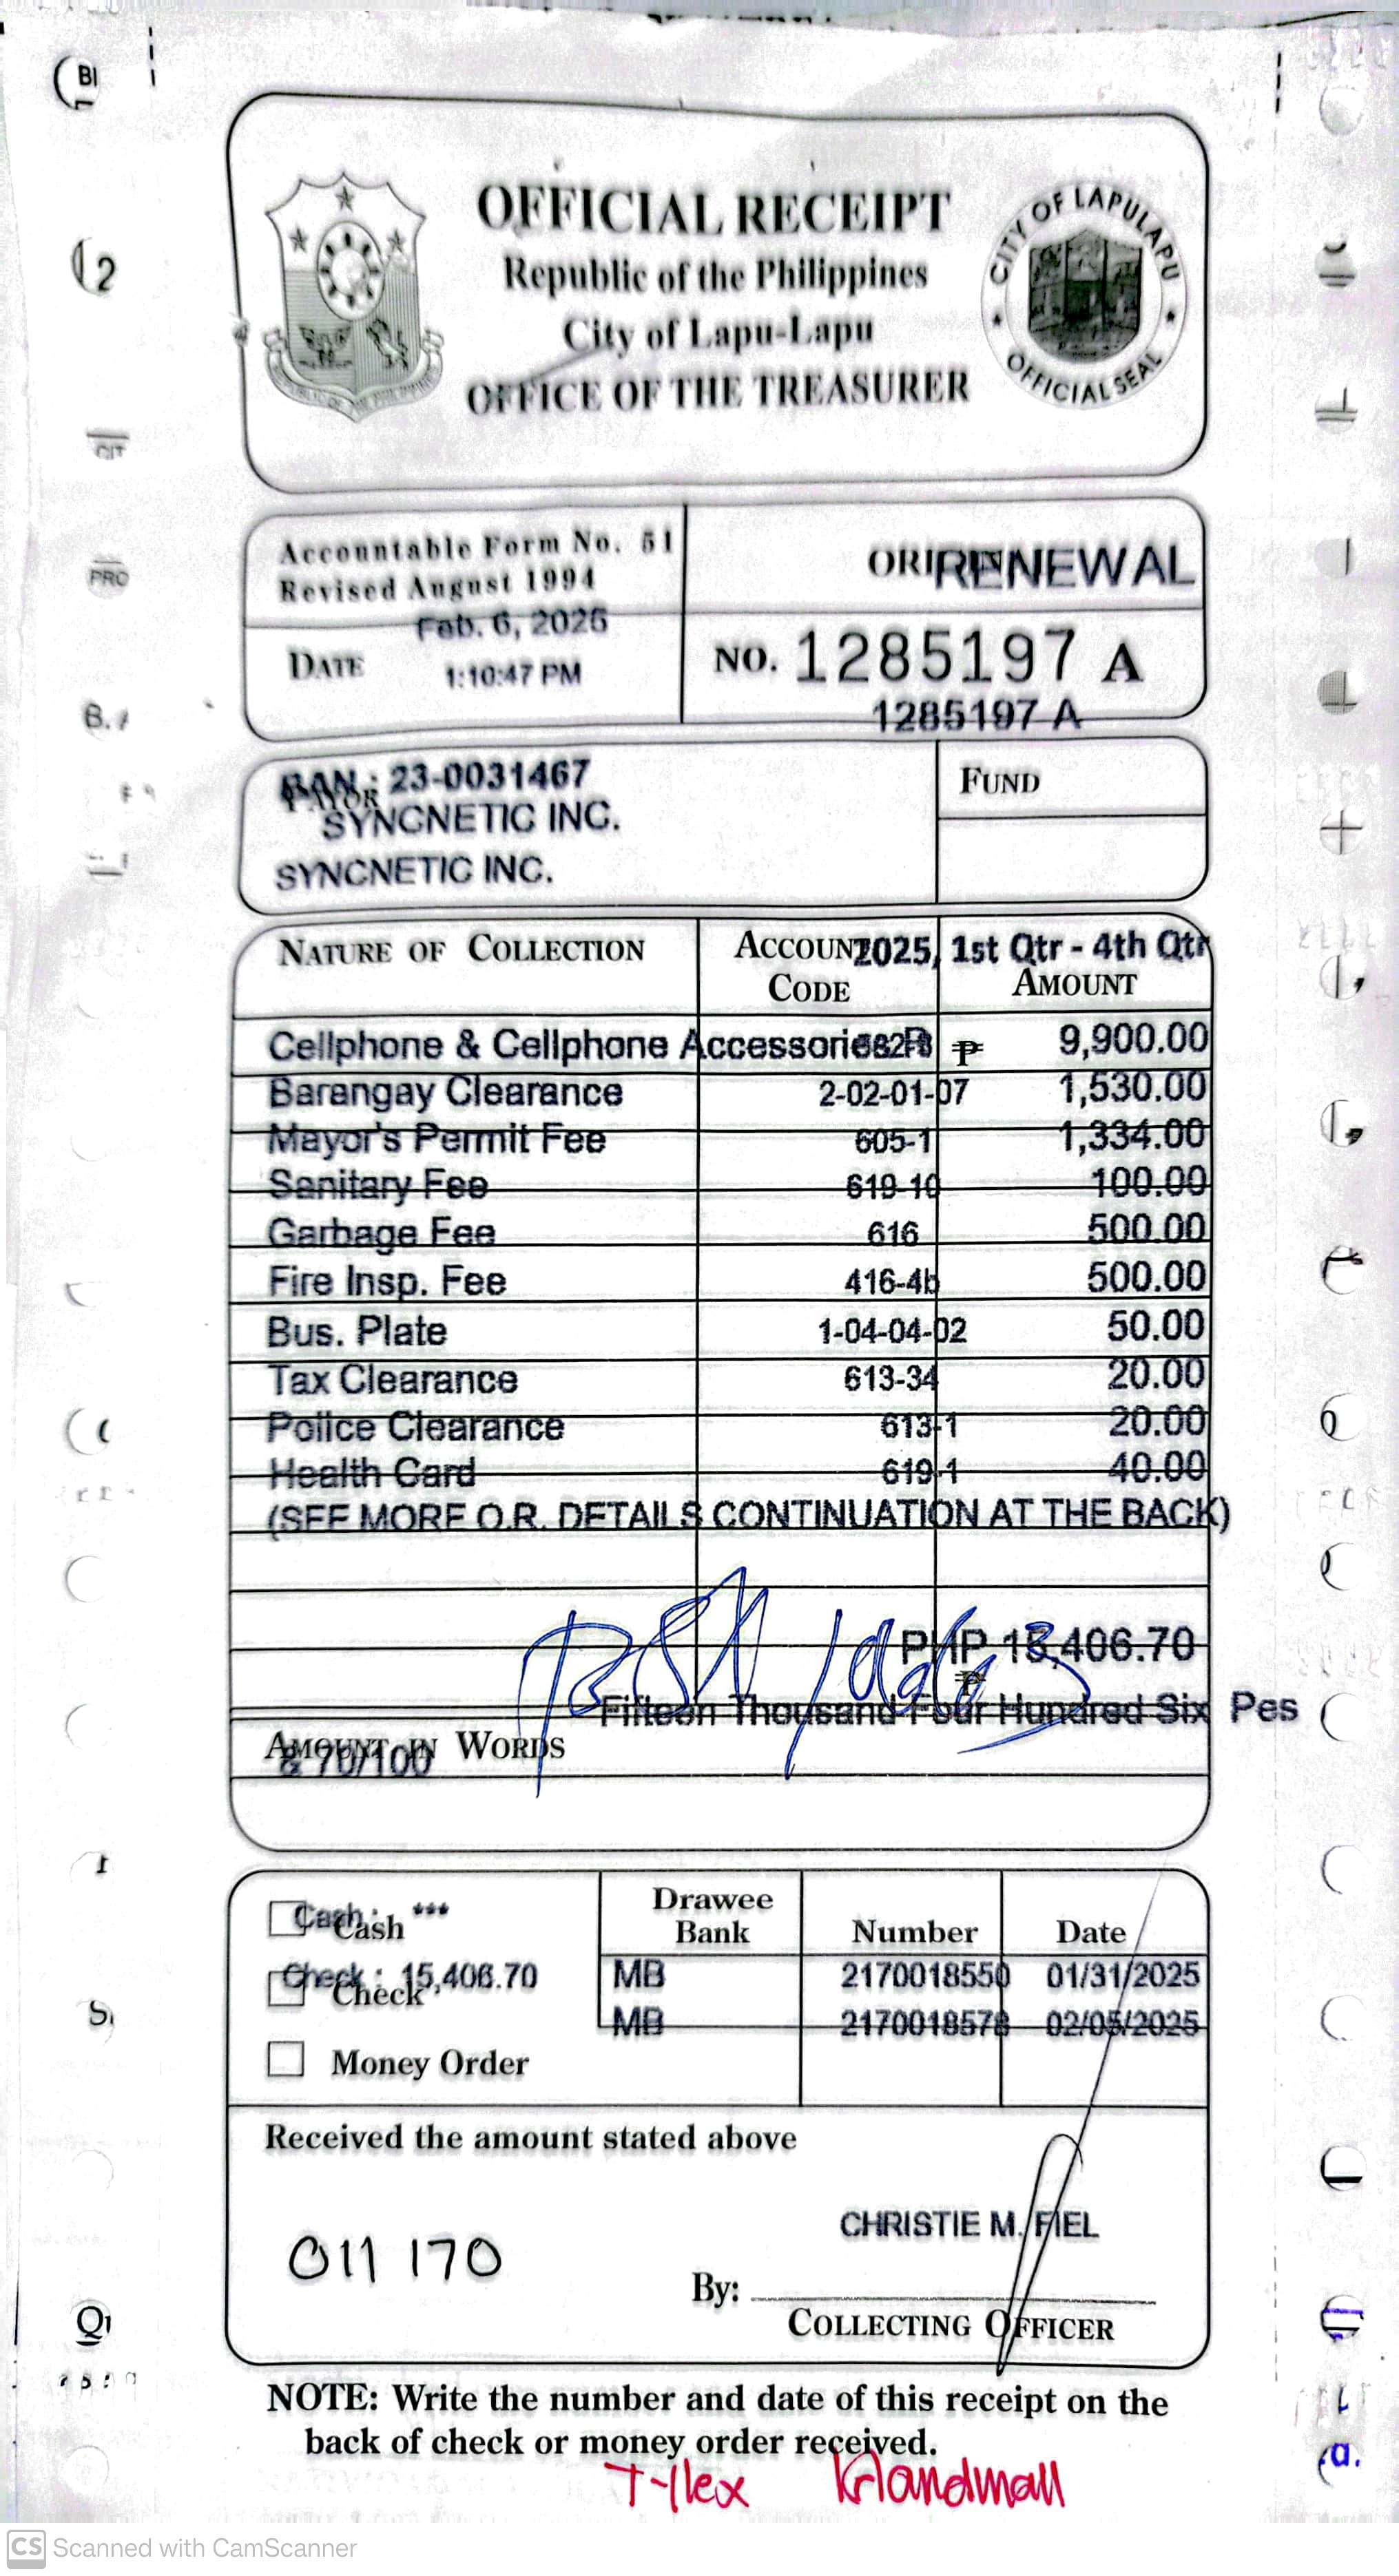 OFFICIAL RECEIPT
Republic of the Philippines
City of Lapu-Lapu
OFFICE OF THE TREASURER
CITY OF LAPULAPU
OFFICIAL SEAL
Accountable Form No. 51
Revised August 1994
RENEWAL
Feb. 6, 2025
DATE
1:10:47 PM
NO. 1285197 A
1285197 A
BAN.: 23-0031467
PAYOR
SYNCNETIC INC.
SYNCNETIC INC.
FUND
NATURE OF COLLECTION
ACCOUNT CODE
2025, 1st Qtr - 4th Qtr
AMOUNT
Cellphone & Cellphone Accessories ₱ 9,900.00
Barangay Clearance 2-02-01-07 1,530.00
Mayor's Permit Fee 605-1 1,334.00
Sanitary Fee 619-10 100.00
Garbage Fee 616 500.00
Fire Insp. Fee 416-4b 500.00
Bus. Plate 1-04-04-02 50.00
Tax Clearance 613-34 20.00
Police Clearance 613-1 20.00
Health Card 619-1 40.00
(SEE MORE O.R. DETAILS CONTINUATION AT THE BACK)
PHP 15,406.70
₱
Fifteen Thousand Four Hundred Six Pes
AMOUNT IN WORDS
& 70/100
Cash: ***
Cash
Check : 15,406.70
Check
Money Order
Drawee Bank Number Date
MB 2170018550 01/31/2025
MB 2170018578 02/05/2025
Received the amount stated above
CHRISTIE M. FIEL
011 170
By:
COLLECTING OFFICER
NOTE: Write the number and date of this receipt on the
back of check or money order received.
CS Scanned with CamScanner